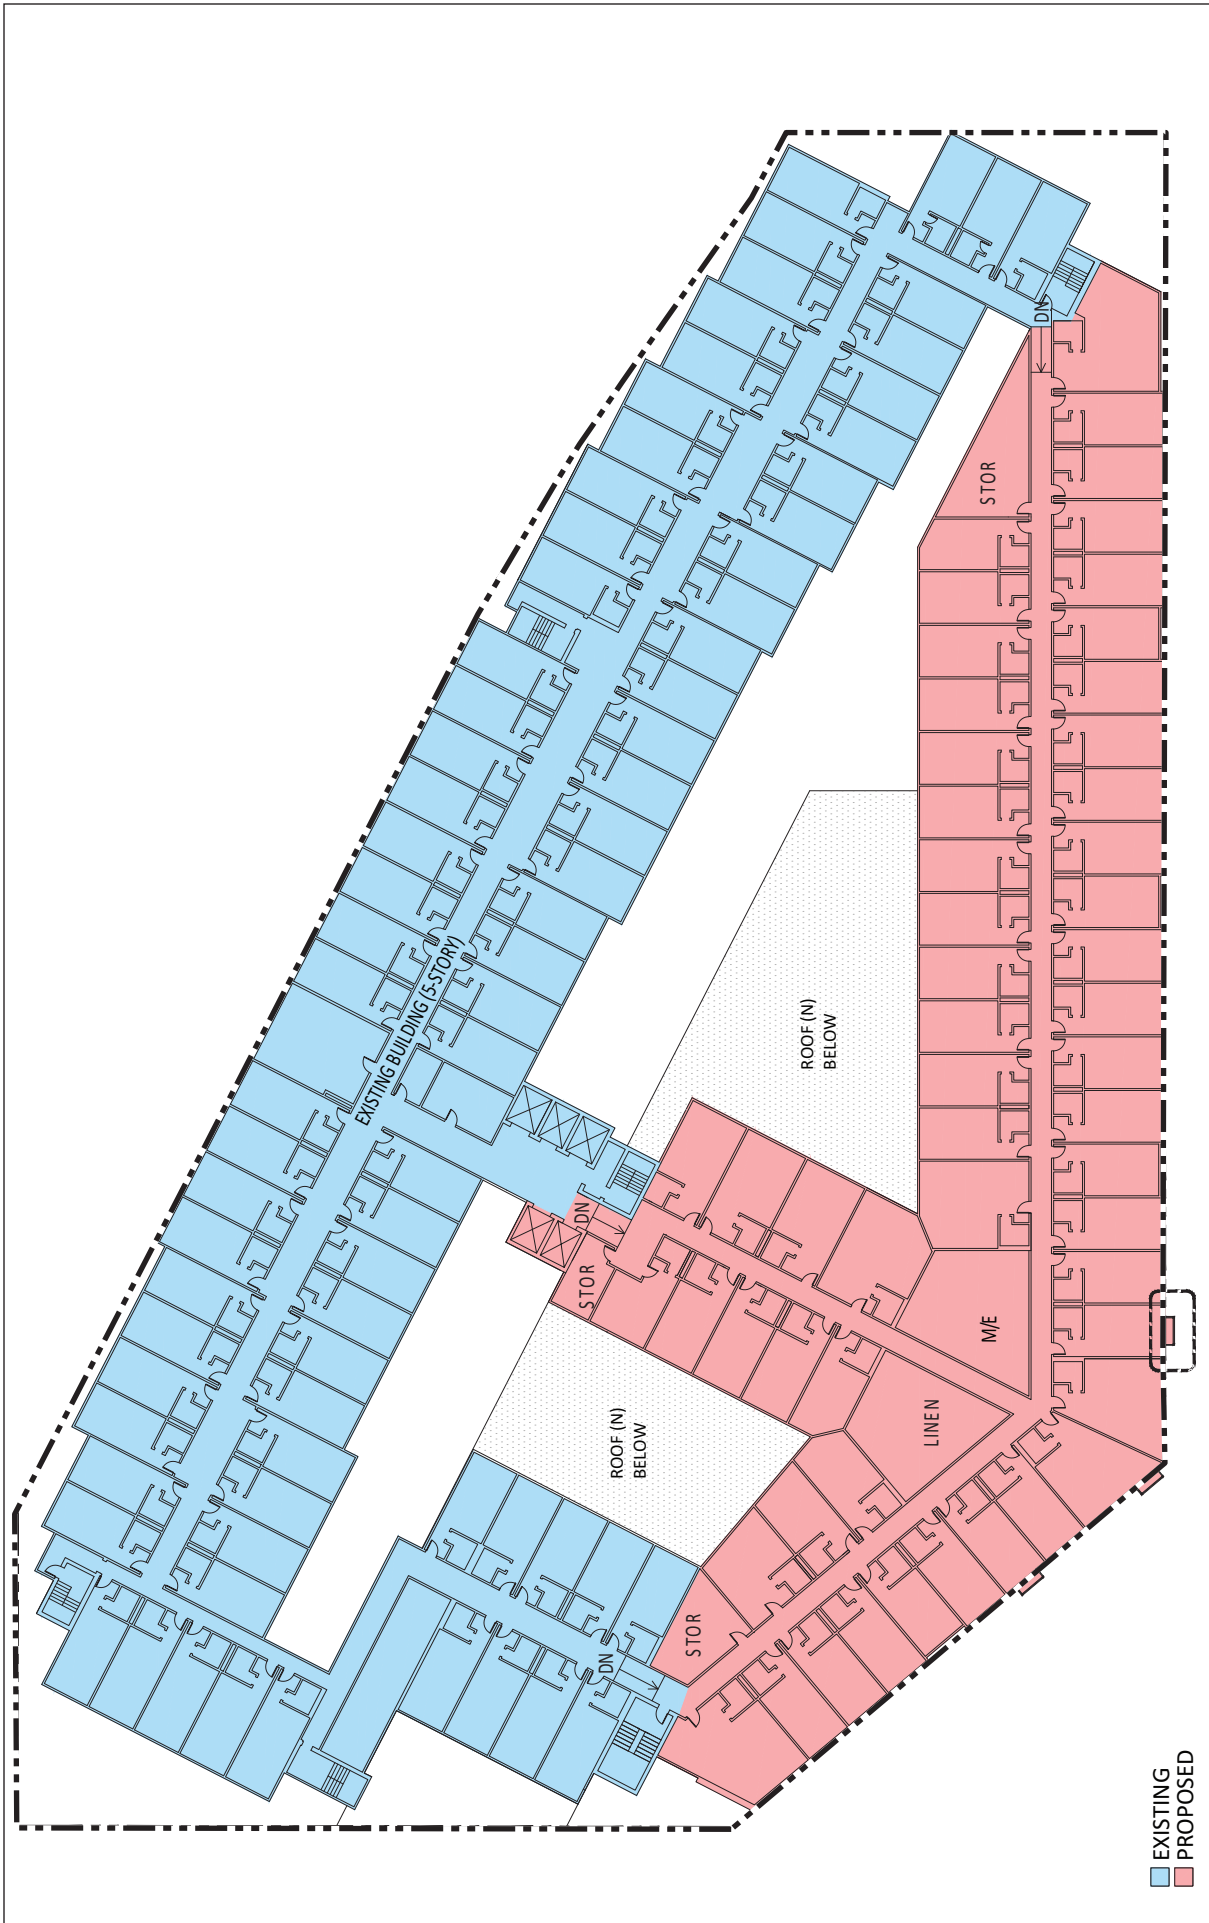 DN
STOR
EXISTING BUILDING (5-STORY)
ROOF (N)
BELOW
DN
STOR
M/E
LINEN
ROOF (N)
BELOW
STOR
DN
EXISTING
PROPOSED